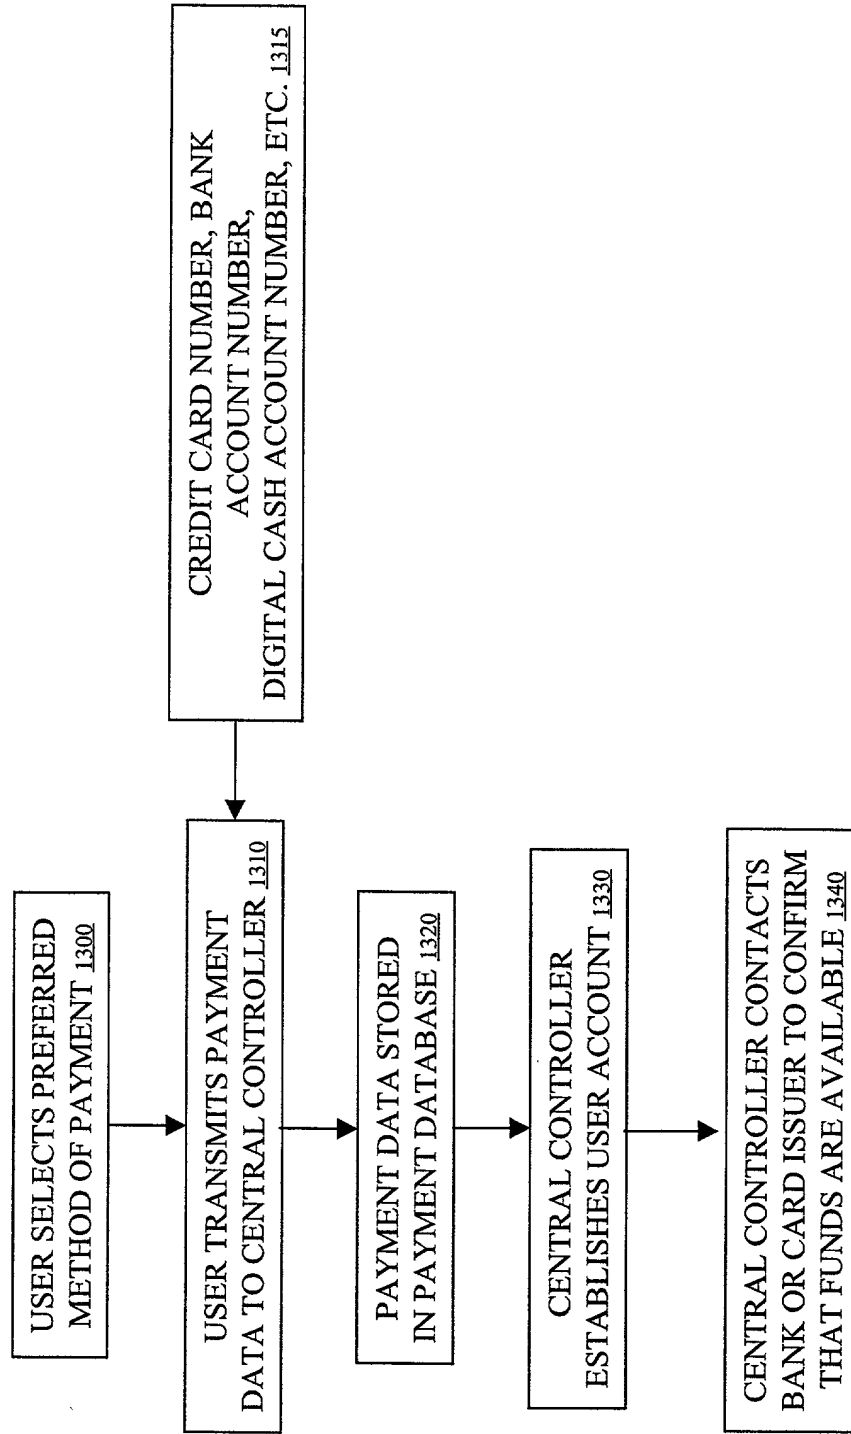 USER SELECTS PREFERRED
METHOD OF PAYMENT 1300
USER TRANSMITS PAYMENT
DATA TO CENTRAL CONTROLLER 1310
CREDIT CARD NUMBER, BANK
ACCOUNT NUMBER,
DIGITAL CASH ACCOUNT NUMBER, ETC. 1315
PAYMENT DATA STORED
IN PAYMENT DATABASE 1320
CENTRAL CONTROLLER
ESTABLISHES USER ACCOUNT 1330
CENTRAL CONTROLLER CONTACTS
BANK OR CARD ISSUER TO CONFIRM
THAT FUNDS ARE AVAILABLE 1340